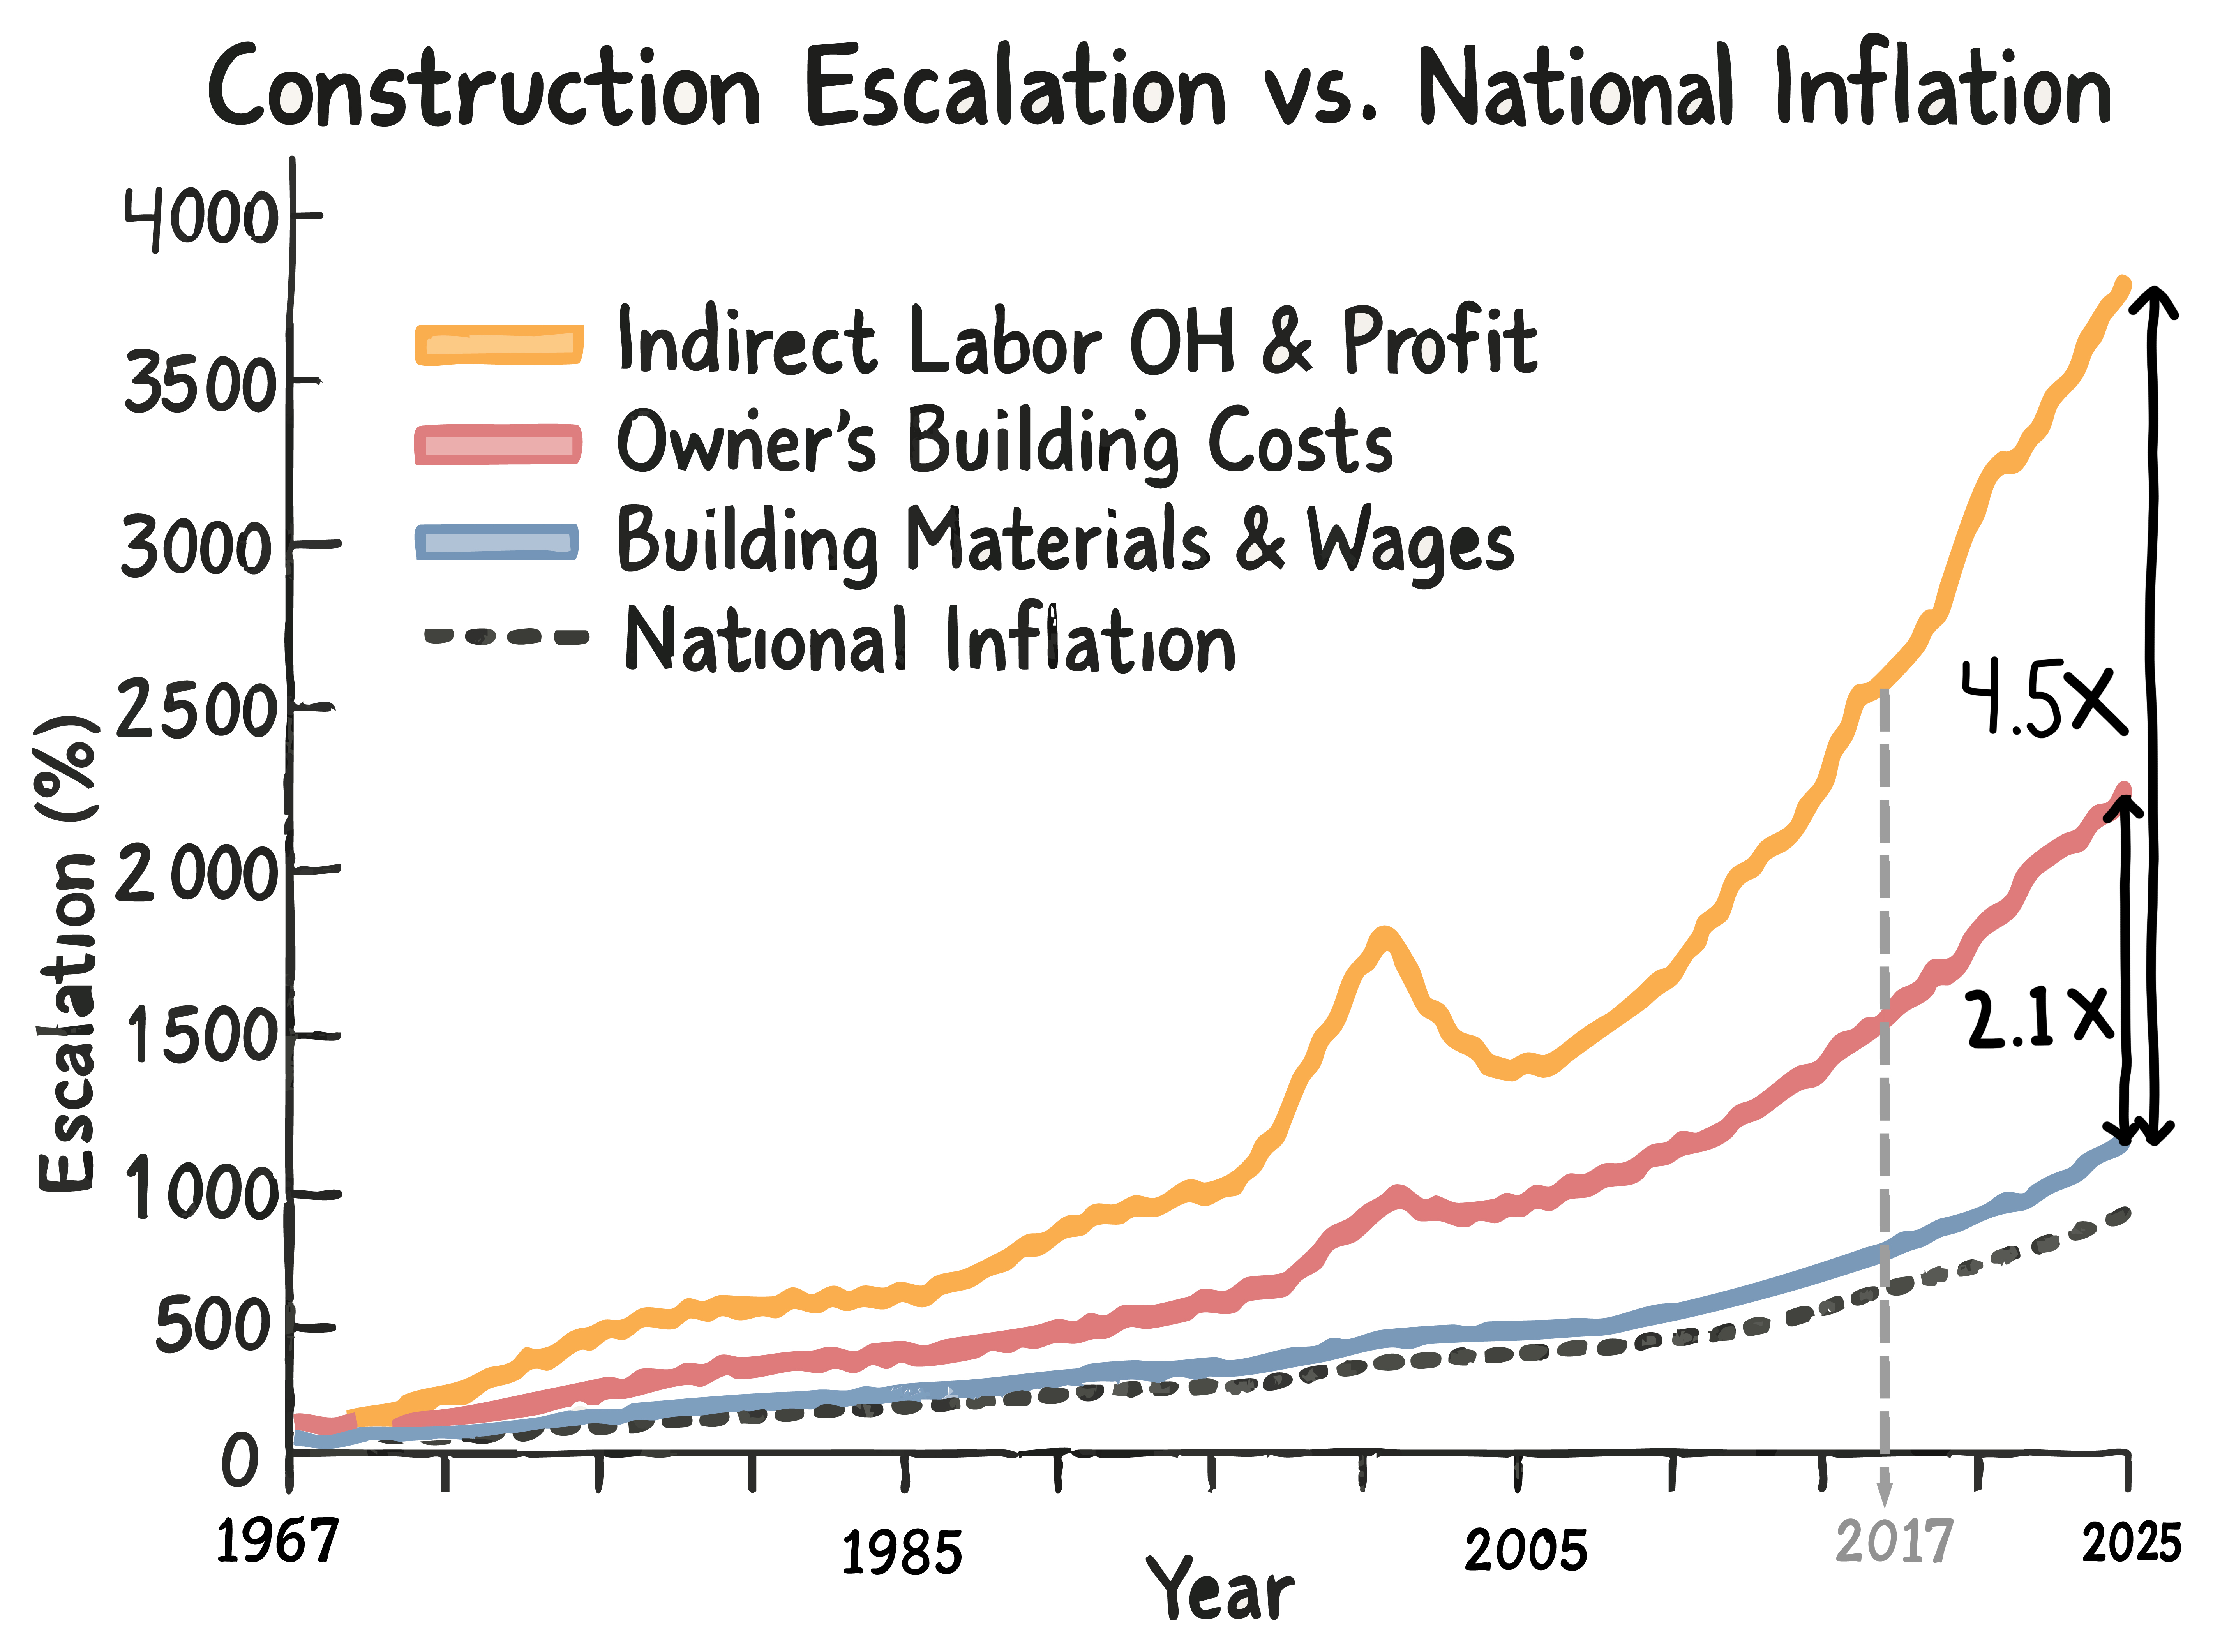 Construction Escalation vs. National Inflation
4000
3500
3000
2500
2000
1500
1000
500
0
Escalation (%)
Indirect Labor OH & Profit
Owner's Building Costs
Building Materials & Wages
National Inflation
4.5X
2.1X
1967
1985
2005
2017
2025
Year